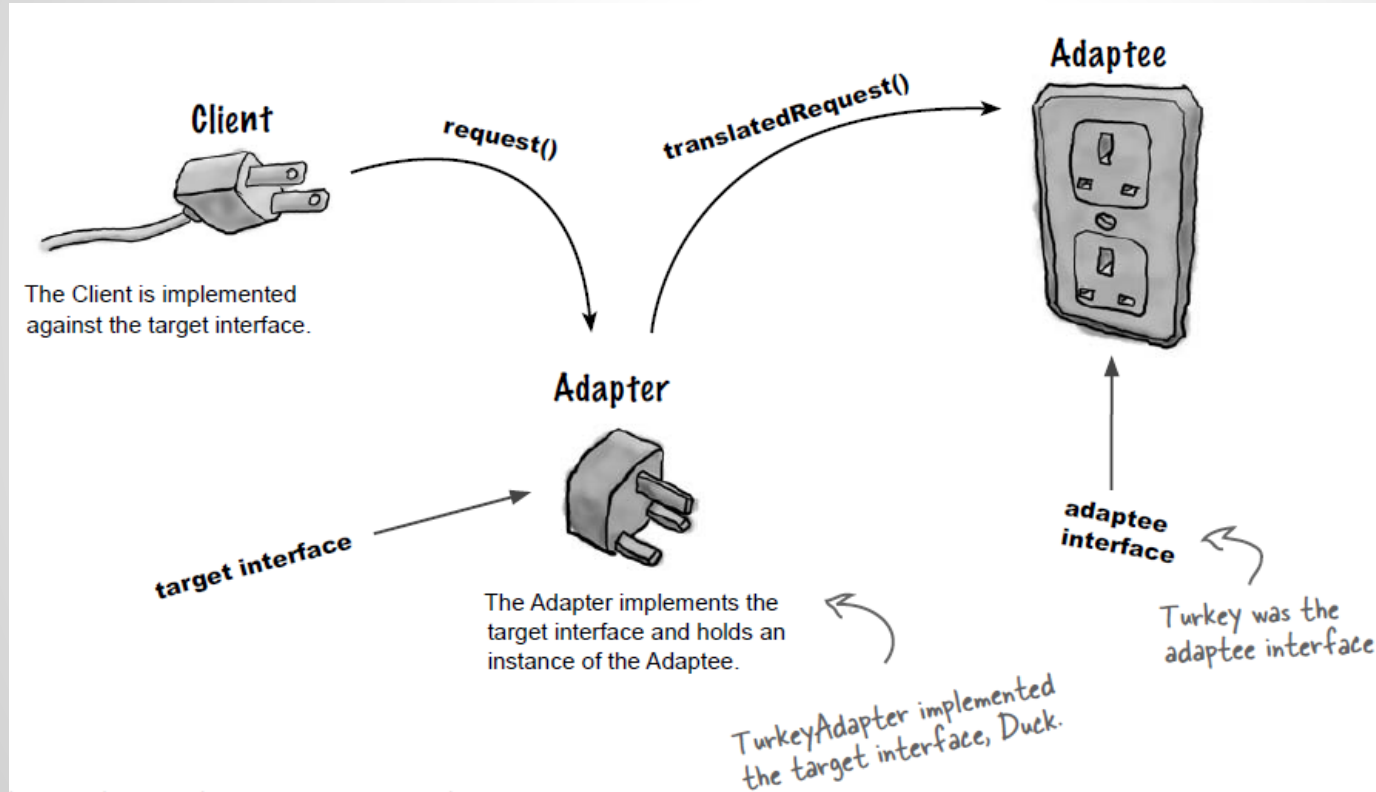 Adaptee
Client
request()
translatedRequest()
The Client is implemented
against the target interface.
Adapter
target interface
adaptee
interface
The Adapter implements the
target interface and holds an
instance of the Adaptee.
Turkey was the
adaptee interface
TurkeyAdapter implemented
the target interface, Duck.